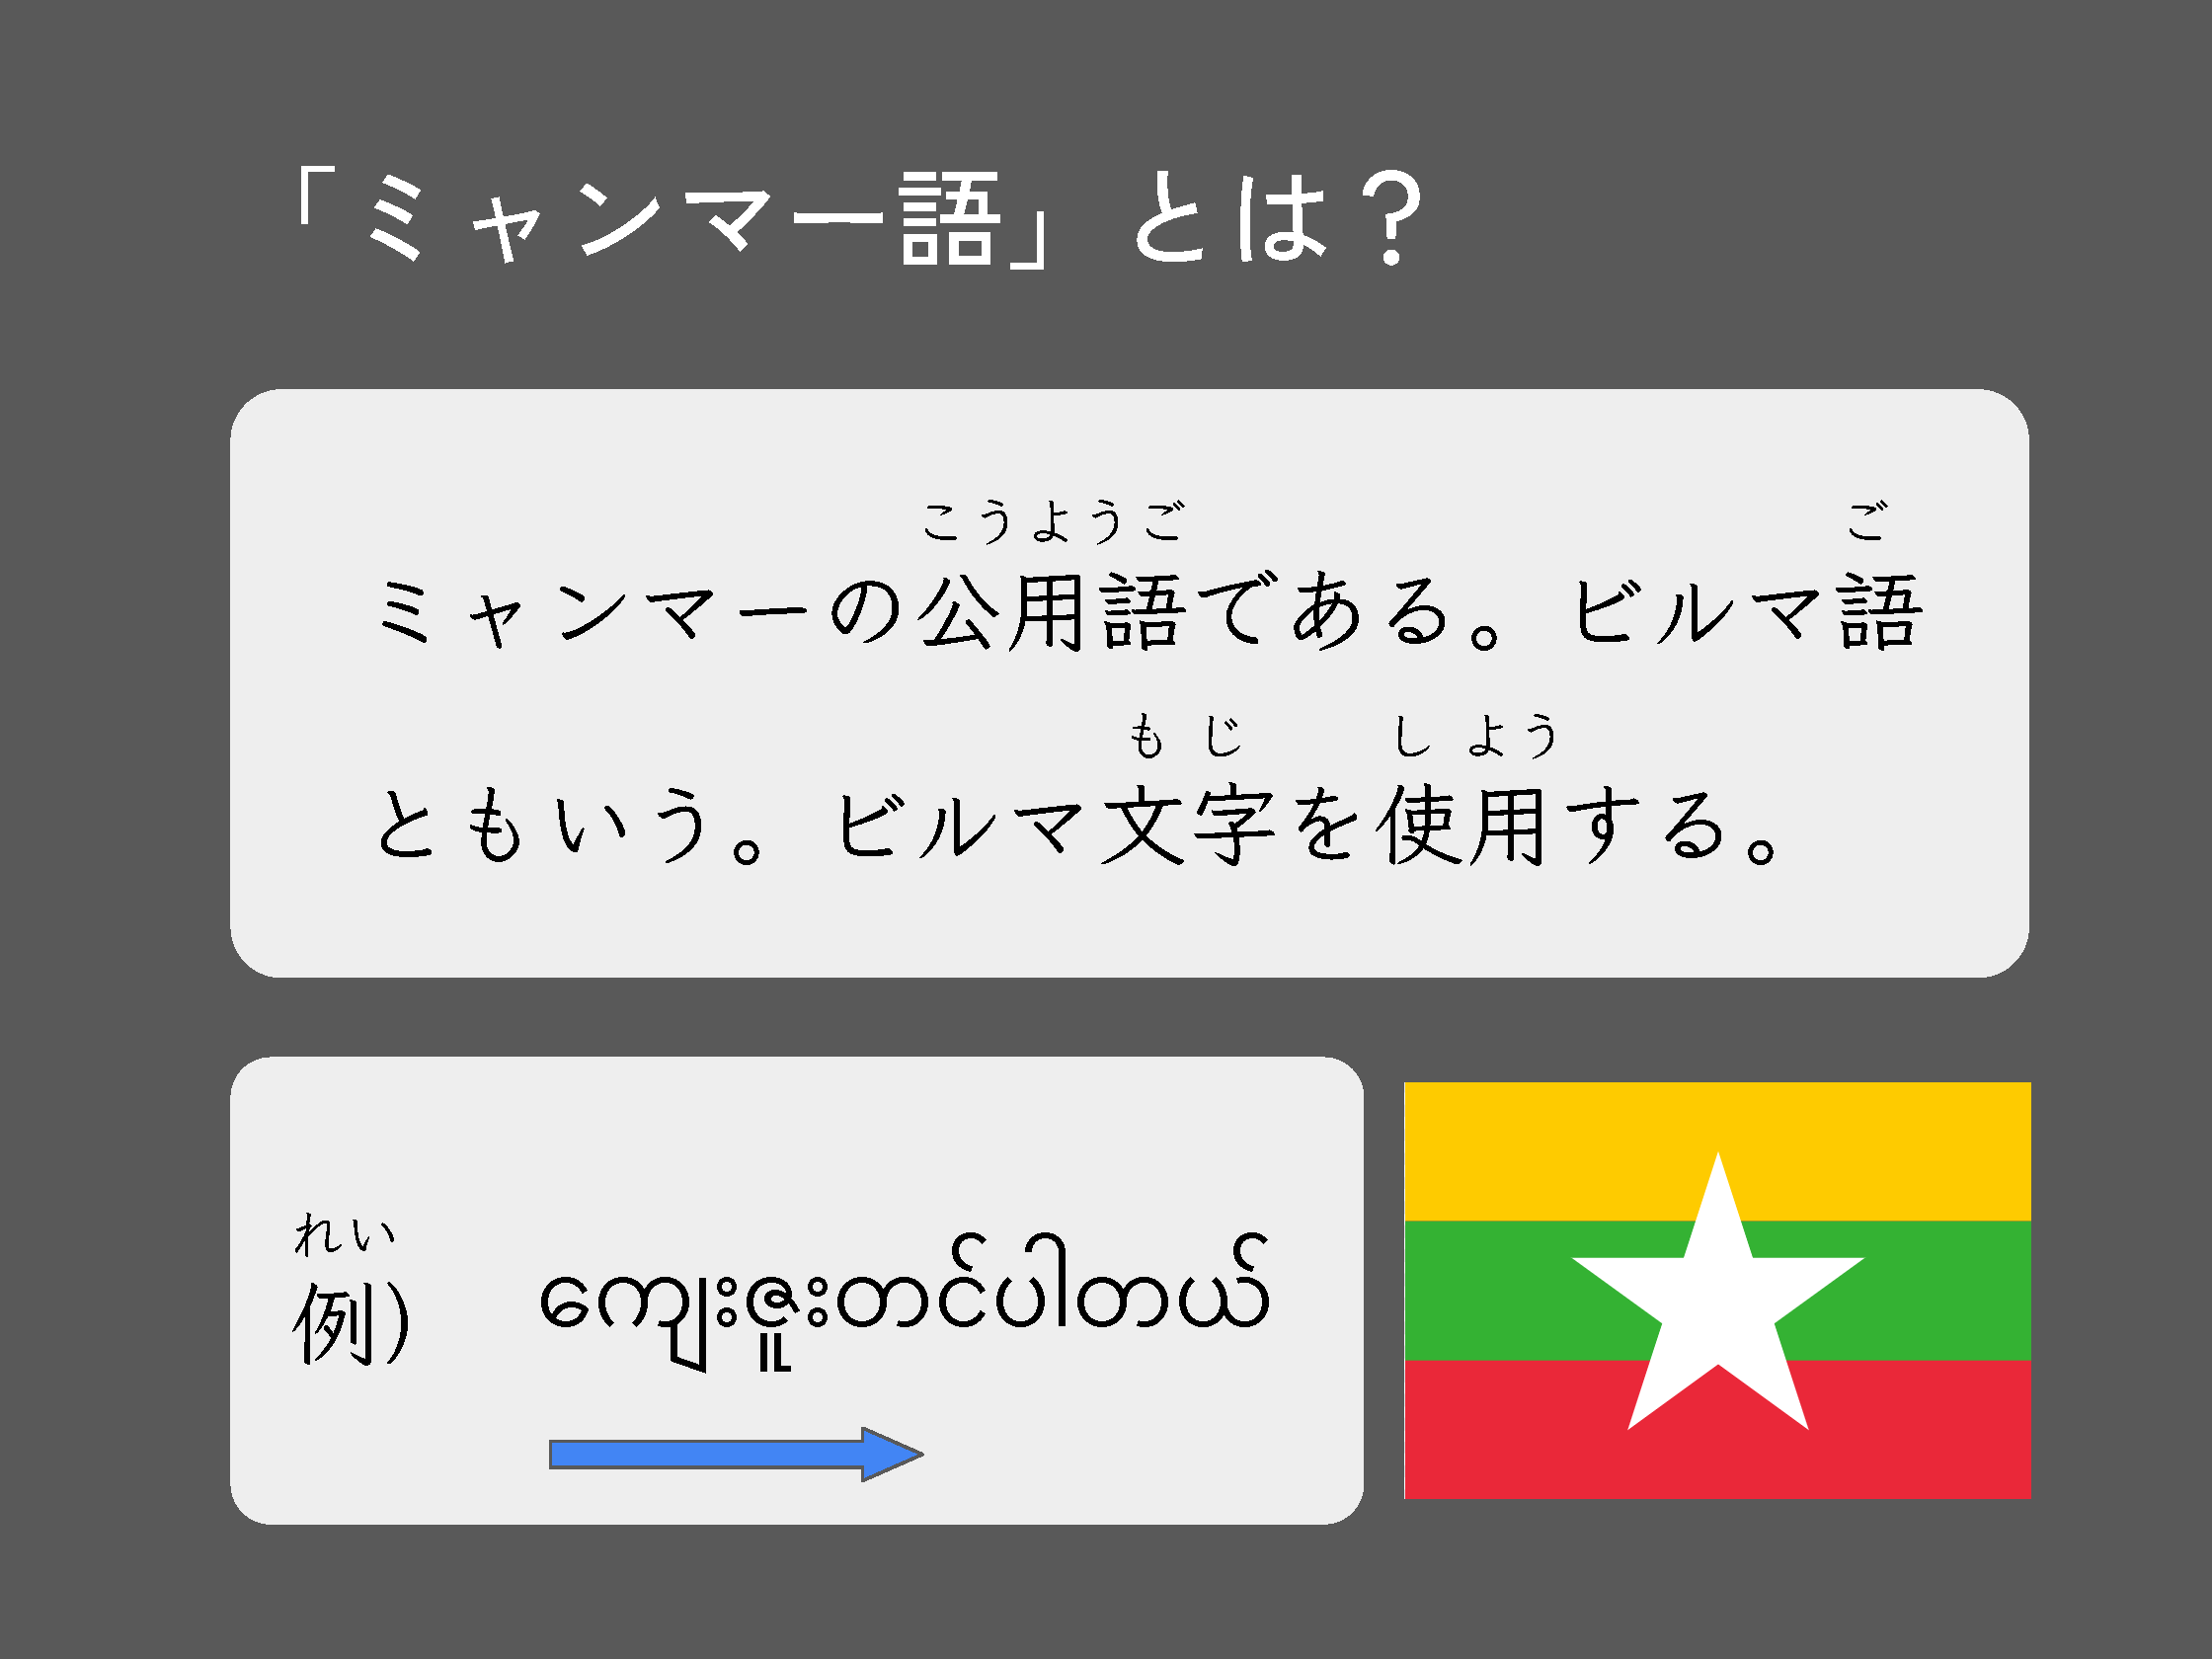 「ミャンマー語」とは？
こうようご ご
ミャンマーの公用語である。ビルマ語
もじ しよう
ともいう。ビルマ文字を使用する。
れい
例) ကျေးဇူးတင်ပါတယ်